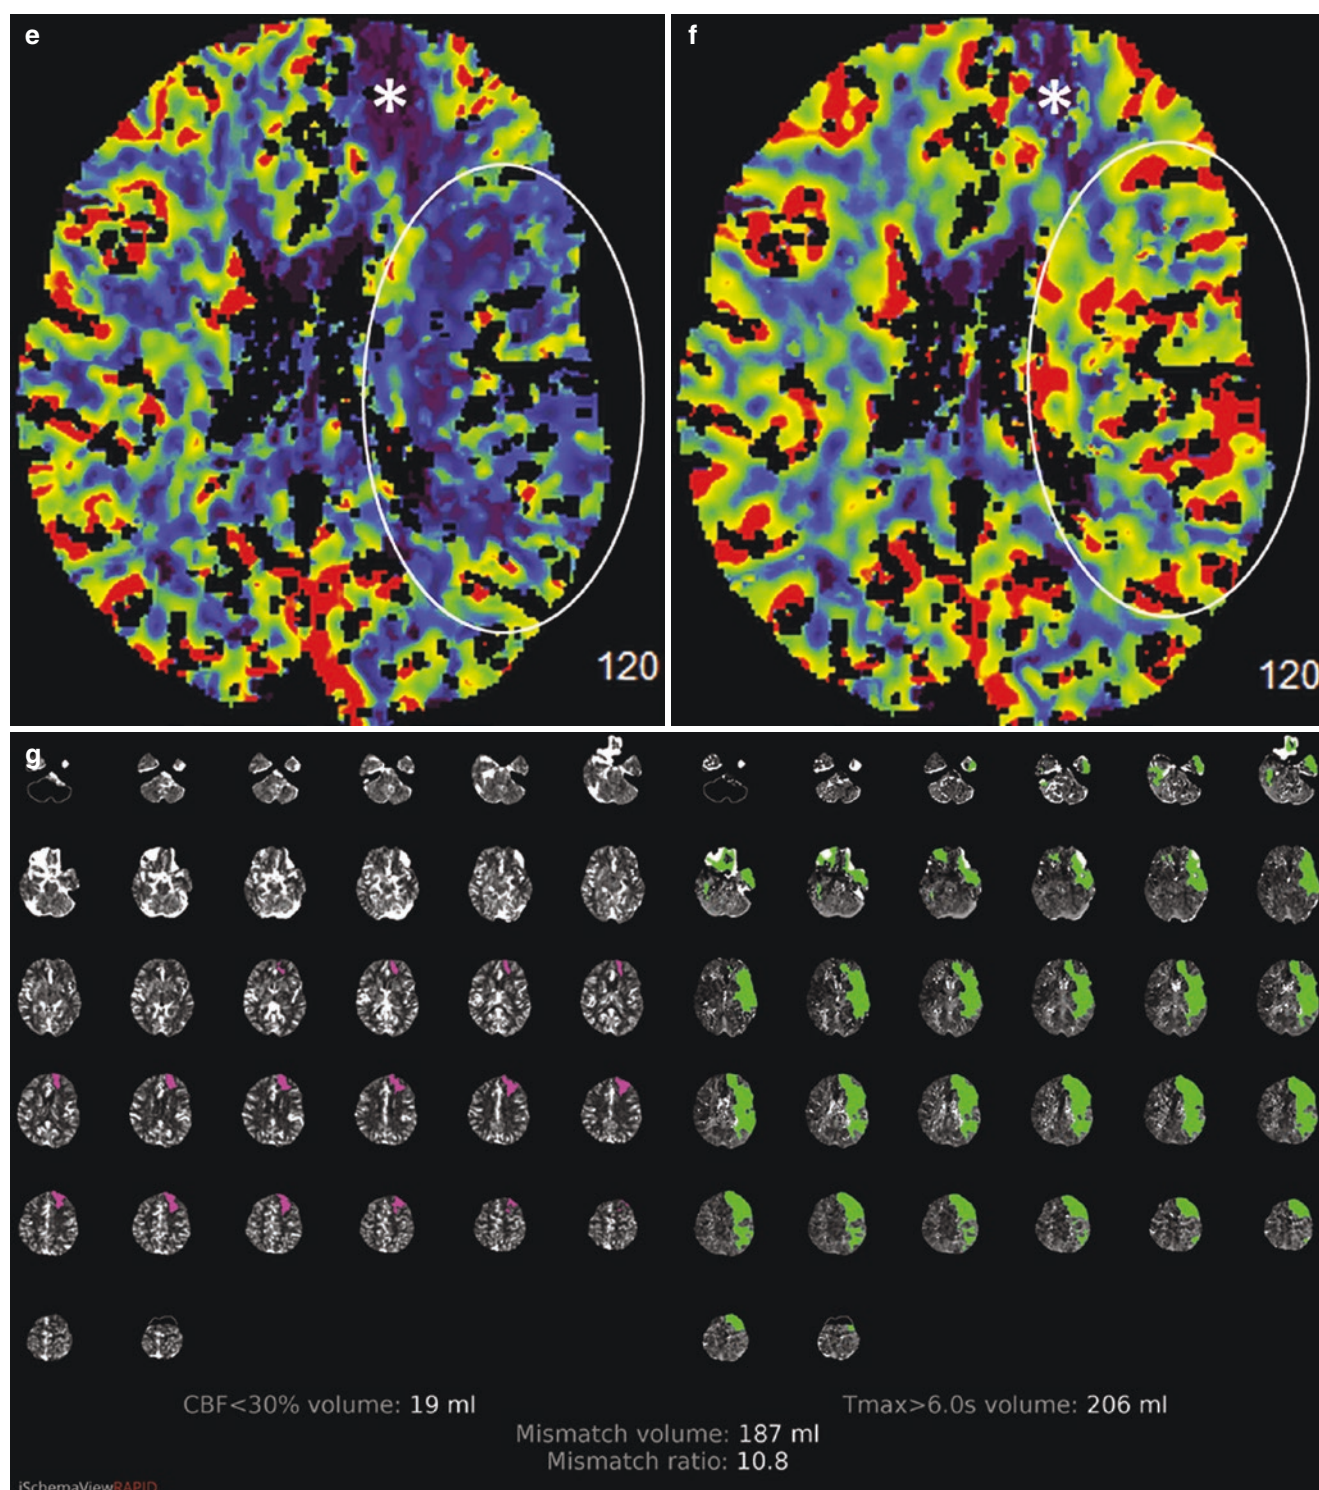 e
f
*
*
120
120
g
CBF<30% volume: 19 ml
Tmax>6.0s volume: 206 ml
Mismatch volume: 187 ml
Mismatch ratio: 10.8
iSchemaViewRAPID